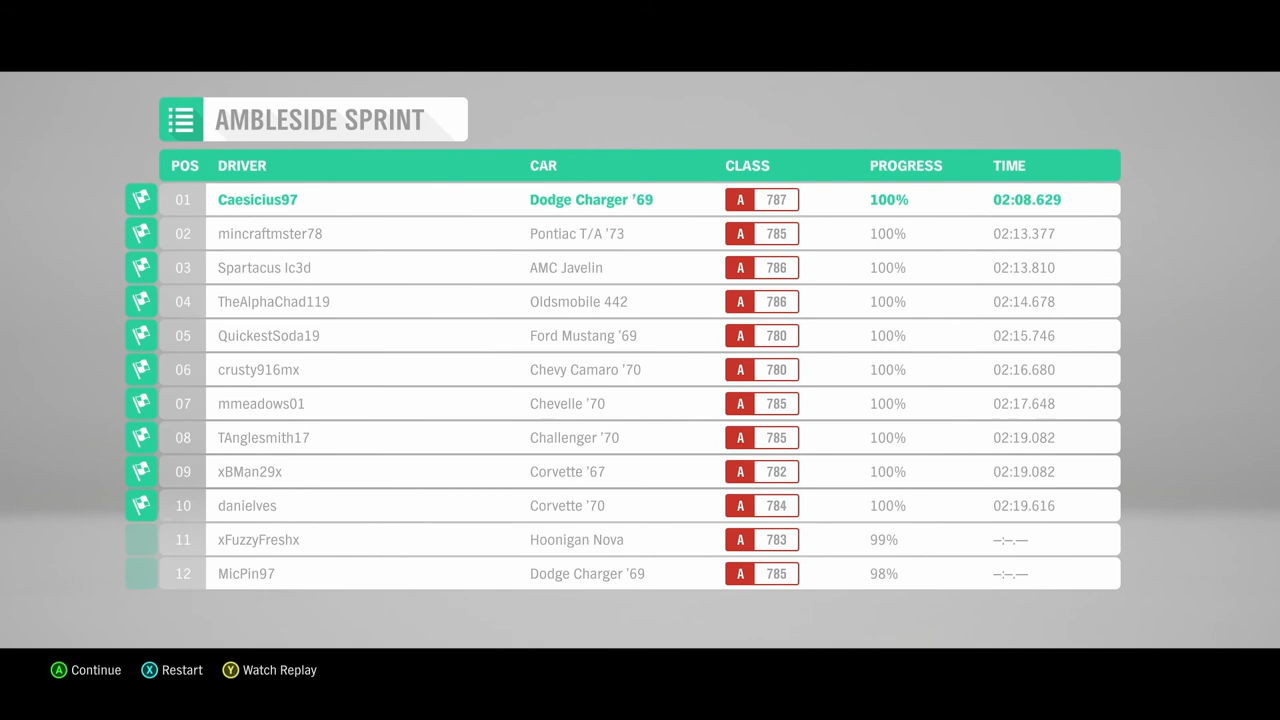 AMBLESIDE SPRINT
POS DRIVER CAR CLASS PROGRESS TIME
01 Caesicius97 Dodge Charger ’69 A 787 100% 02:08.629
02 mincraftmster78 Pontiac T/A ’73 A 785 100% 02:13.377
03 Spartacus Ic3d AMC Javelin A 786 100% 02:13.810
04 TheAlphaChad119 Oldsmobile 442 A 786 100% 02:14.678
05 QuickestSoda19 Ford Mustang ’69 A 780 100% 02:15.746
06 crusty916mx Chevy Camaro ’70 A 780 100% 02:16.680
07 mmeadows01 Chevelle ’70 A 785 100% 02:17.648
08 TAnglesmith17 Challenger ’70 A 785 100% 02:19.082
09 xBMan29x Corvette ’67 A 782 100% 02:19.082
10 danielves Corvette ’70 A 784 100% 02:19.616
11 xFuzzyFreshx Hoonigan Nova A 783 99% –:–.––
12 MicPin97 Dodge Charger ’69 A 785 98% –:–.––
A Continue X Restart Y Watch Replay